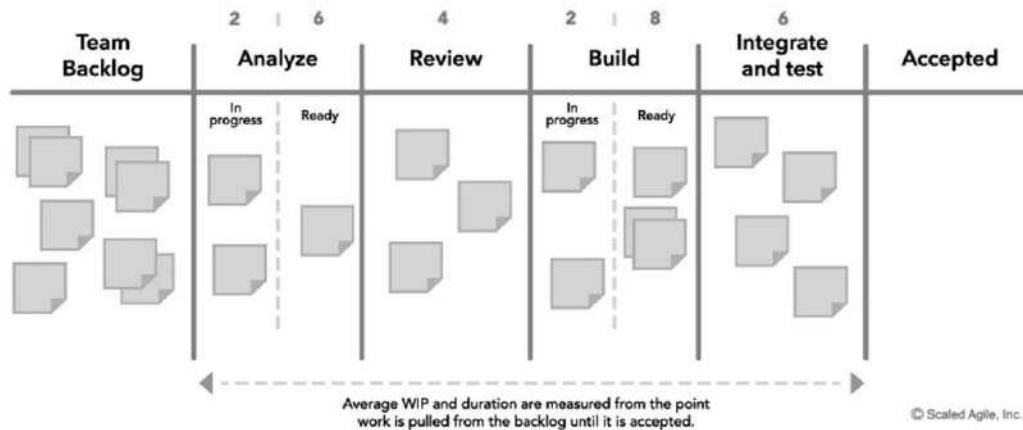 2 6 4 2 8 6
Team
Backlog
Analyze
Review
Build
Integrate
and test
Accepted
In
progress
Ready
In
progress
Ready
Average WIP and duration are measured from the point
work is pulled from the backlog until it is accepted.
© Scaled Agile, Inc.